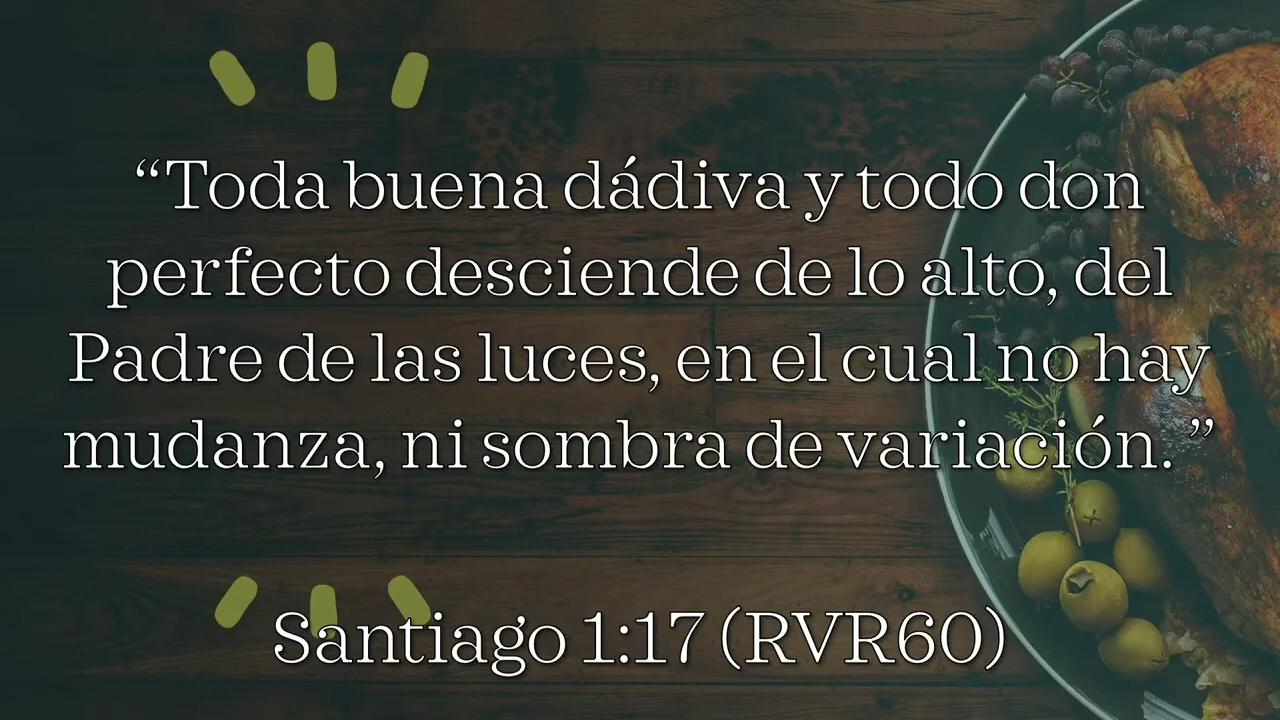 “Toda buena dádiva y todo don
perfecto desciende de lo alto, del
Padre de las luces, en el cual no hay
mudanza, ni sombra de variación.”
Santiago 1:17 (RVR60)